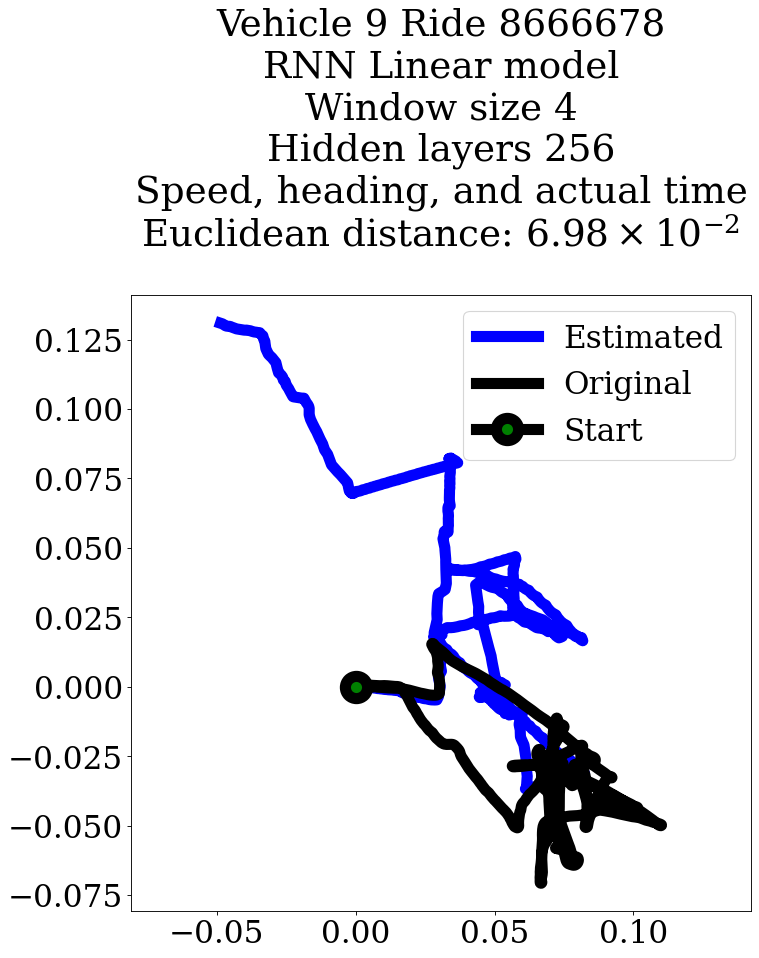 Vehicle 9 Ride 8666678
RNN Linear model
Window size 4
Hidden layers 256
Speed, heading, and actual time
Euclidean distance: 6.98 × 10⁻²
Estimated
Original
Start
0.125
0.100
0.075
0.050
0.025
0.000
−0.025
−0.050
−0.075
−0.05 0.00 0.05 0.10